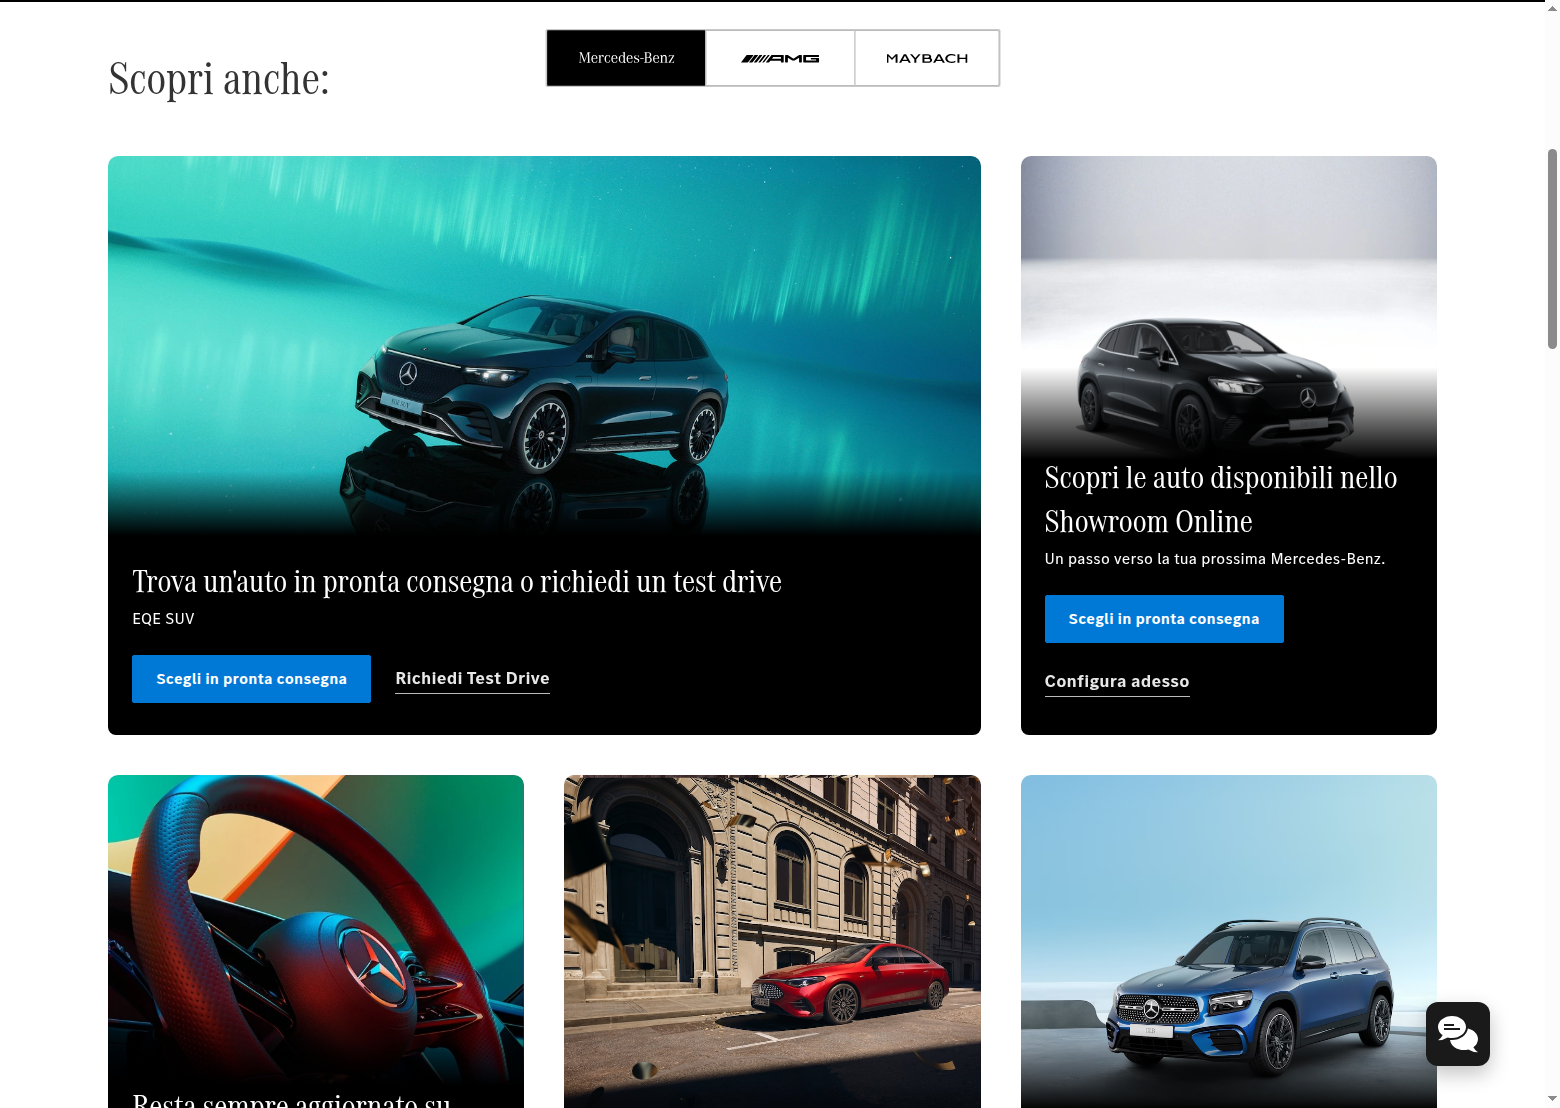 Scopri anche:
Mercedes-Benz
AMG
MAYBACH
Trova un'auto in pronta consegna o richiedi un test drive
EQE SUV
Scegli in pronta consegna
Richiedi Test Drive
Scopri le auto disponibili nello
Showroom Online
Un passo verso la tua prossima Mercedes-Benz.
Scegli in pronta consegna
Configura adesso
Resta sempre aggiornato su